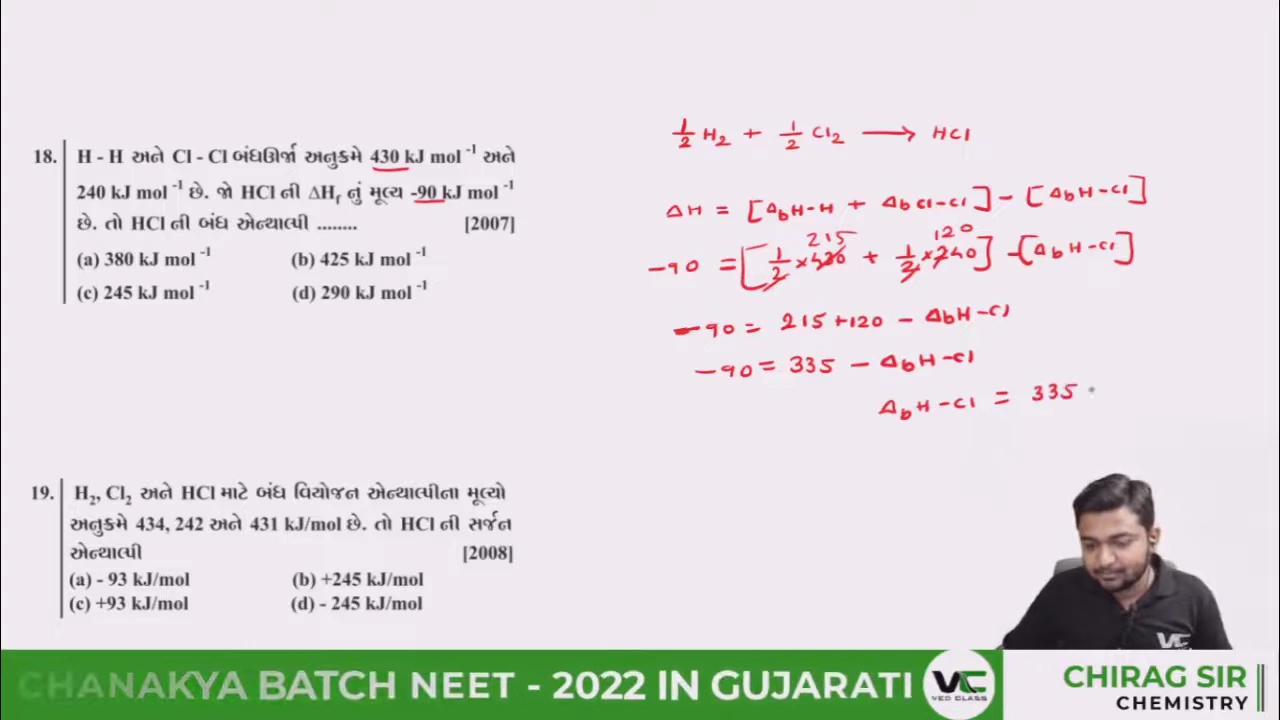 18. H - H અને Cl - Cl બંધઊર્જા અનુક્રમે 430 kJ mol⁻¹ અને
240 kJ mol⁻¹ છે. જો HCl ની ΔHf નું મૂલ્ય -90 kJ mol⁻¹
છે. તો HCl ની બંધ એન્થાલ્પી ........ [2007]
(a) 380 kJ mol⁻¹ (b) 425 kJ mol⁻¹
(c) 245 kJ mol⁻¹ (d) 290 kJ mol⁻¹
19. H₂, Cl₂ અને HCl માટે બંધ વિયોજન એન્થાલ્પીના મૂલ્યો
અનુક્રમે 434, 242 અને 431 kJ/mol છે. તો HCl ની સર્જન
એન્થાલ્પી [2008]
(a) - 93 kJ/mol (b) +245 kJ/mol
(c) +93 kJ/mol (d) - 245 kJ/mol
1/2 H₂ + 1/2 Cl₂ ⟶ HCl
ΔH = [ΔbH-H + ΔbCl-Cl] - [ΔbH-Cl]
215 120
-90 = [1/2 × 430 + 1/2 × 240] - [ΔbH-Cl]
-90 = 215 + 120 - ΔbH-Cl
-90 = 335 - ΔbH-Cl
ΔbH-Cl = 335
VC
CHANAKYA BATCH NEET - 2022 IN GUJARATI
VC
VED CLASS
CHIRAG SIR
CHEMISTRY